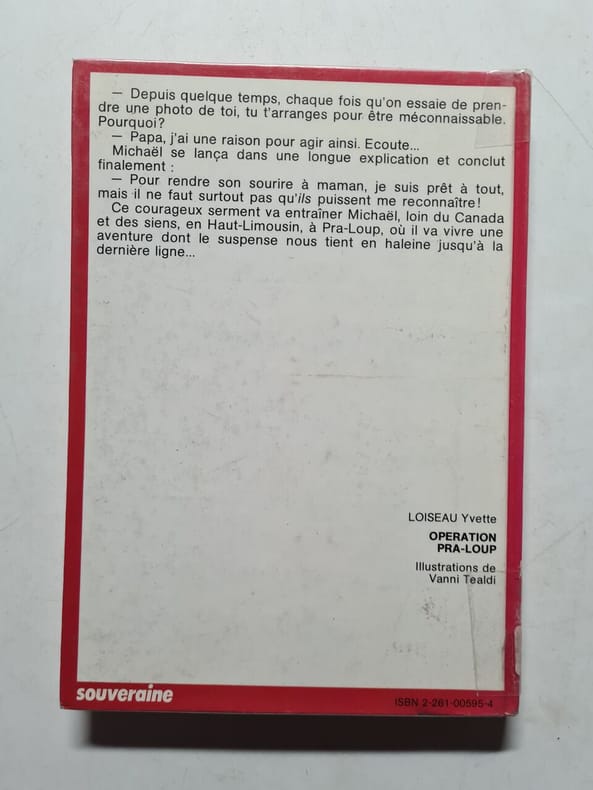 — Depuis quelque temps, chaque fois qu'on essaie de pren-
dre une photo de toi, tu t'arranges pour être méconnaissable.
Pourquoi?
— Papa, j'ai une raison pour agir ainsi. Ecoute...
Michaël se lança dans une longue explication et conclut
finalement :
— Pour rendre son sourire à maman, je suis prêt à tout,
mais il ne faut surtout pas qu'ils puissent me reconnaître!
Ce courageux serment va entraîner Michaël, loin du Canada
et des siens, en Haut-Limousin, à Pra-Loup, où il va vivre une
aventure dont le suspense nous tient en haleine jusqu'à la
dernière ligne...
LOISEAU Yvette
OPERATION
PRA-LOUP
Illustrations de
Vanni Tealdi
souveraine
ISBN 2-261-00595-4